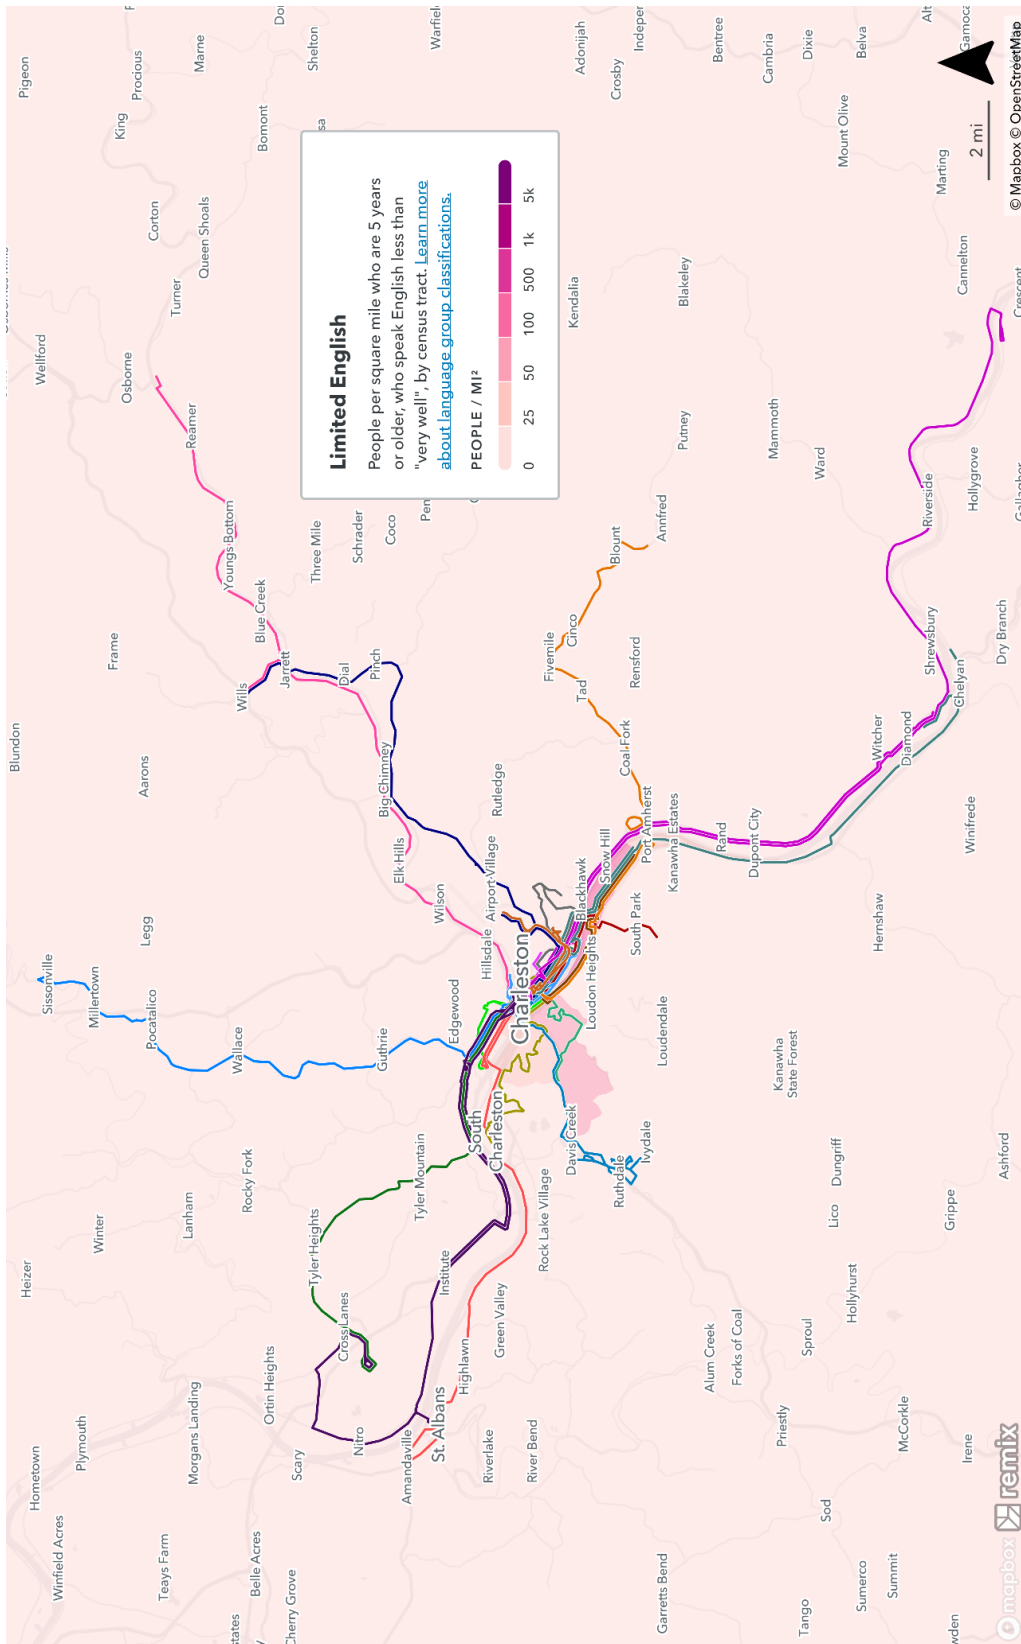 Limited English
People per square mile who are 5 years
or older, who speak English less than
"very well", by census tract. Learn more
about language group classifications.
PEOPLE / MI²
0 25 50 100 500 1k 5k
Hometown
Heizer
Sissonville
Blundon
Wellford
Pigeon
Winfield Acres
Plymouth
Winter
Millertown
Legg
Aarons
Frame
Osborne
King
Procious
Teays Farm
Morgans Landing
Lanham
Pocatalico
Corton
Turner
Queen Shoals
Marne
Belle Acres
Cherry Grove
Ortin Heights
Rocky Fork
Wallace
Wills
Blue Creek
Youngs Bottom
Reamer
Bomont
Scary
Tyler Heights
Jarrett
Three Mile
Shelton
Nitro
Cross Lanes
Guthrie
Dial
Pinch
Schrader
Coco
Amandaville
St. Albans
Tyler Mountain
Big Chimney
Elk Hills
Wilson
Institute
Edgewood
Highlawn
South
Charleston
Hillsdale
Airport Village
Rutledge
Riverlake
Green Valley
Charleston
River Bend
Rock Lake Village
Davis Creek
Blackhawk
Fivemile
Cinco
Kendalia
Adonijah
Loudon Heights
Snow Hill
Tad
Blount
Crosby
Ruthdale
Ivydale
South Park
Coal Fork
Rensford
Port Amherst
Annfred
Garretts Bend
Loudendale
Kanawha Estates
Putney
Blakeley
Alum Creek
Forks of Coal
Rand
Bentree
Dupont City
Kanawha
State Forest
Mammoth
Cambria
Priestly
Tango
Sproul
Sod
Lico
Dungriff
Ward
Dixie
Mount Olive
Hollyhurst
Sumerco
Summit
McCorkle
Hernshaw
Witcher
Diamond
Belva
Shrewsbury
Riverside
Marting
Grippe
Chelyan
Cannelton
Irene
Winifrede
Hollygrove
Ashford
Dry Branch
Crescent
2 mi
mapbox remix
© Mapbox © OpenStreetMap